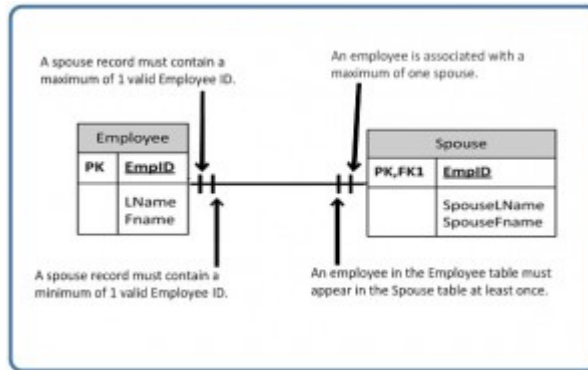 A spouse record must contain a
maximum of 1 valid Employee ID.
An employee is associated with a
maximum of one spouse.
Employee
PK EmpID
LName
Fname
Spouse
PK,FK1 EmpID
SpouseLName
SpouseFname
A spouse record must contain a
minimum of 1 valid Employee ID.
An employee in the Employee table must
appear in the Spouse table at least once.